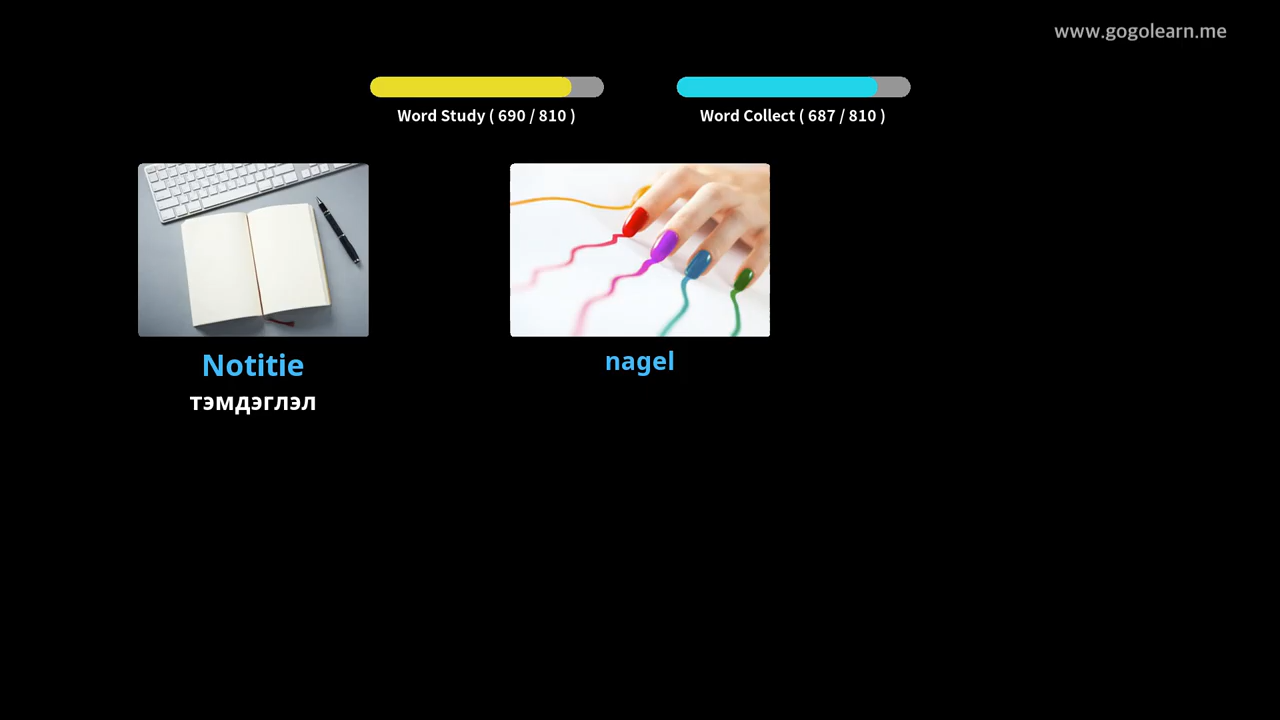 www.gogolearn.me
Word Study ( 690 / 810 )
Word Collect ( 687 / 810 )
Notitie
тэмдэглэл
nagel